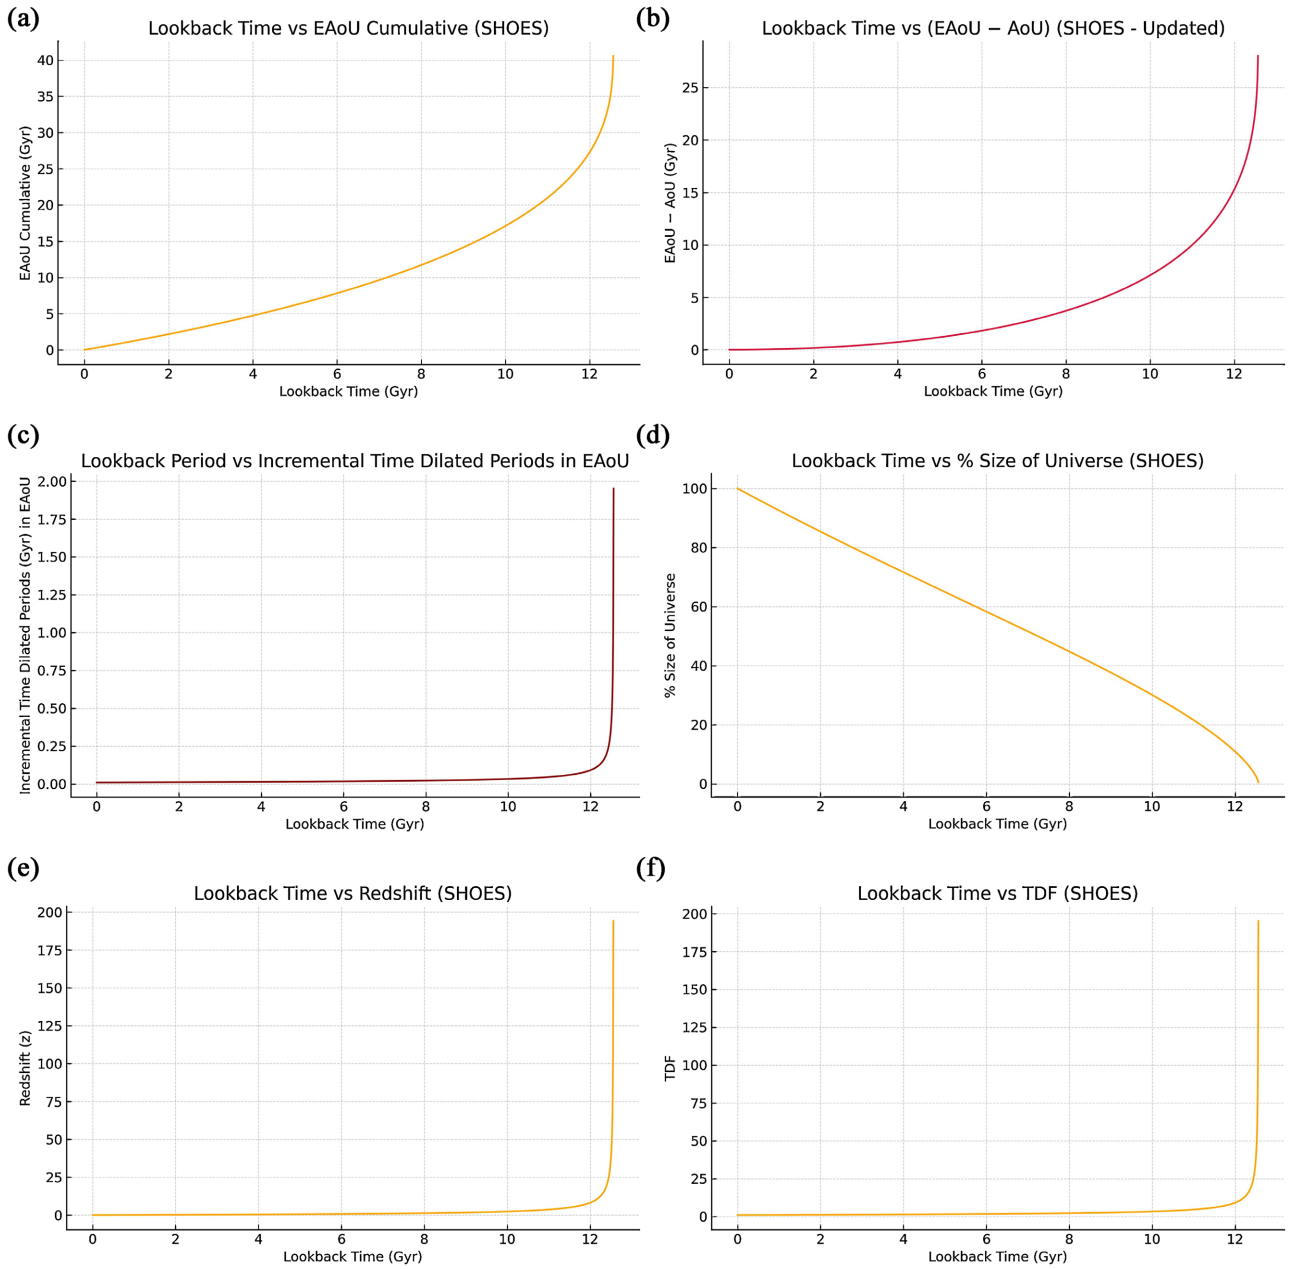 (a)
Lookback Time vs EAoU Cumulative (SHOES)
EAoU Cumulative (Gyr)
40
35
30
25
20
15
10
5
0
0 2 4 6 8 10 12
Lookback Time (Gyr)
(b)
Lookback Time vs (EAoU − AoU) (SHOES - Updated)
EAoU − AoU (Gyr)
25
20
15
10
5
0
0 2 4 6 8 10 12
Lookback Time (Gyr)
(c)
Lookback Period vs Incremental Time Dilated Periods in EAoU
Incremental Time Dilated Periods (Gyr) in EAoU
2.00
1.75
1.50
1.25
1.00
0.75
0.50
0.25
0.00
0 2 4 6 8 10 12
Lookback Time (Gyr)
(d)
Lookback Time vs % Size of Universe (SHOES)
% Size of Universe
100
80
60
40
20
0
0 2 4 6 8 10 12
Lookback Time (Gyr)
(e)
Lookback Time vs Redshift (SHOES)
Redshift (z)
200
175
150
125
100
75
50
25
0
0 2 4 6 8 10 12
Lookback Time (Gyr)
(f)
Lookback Time vs TDF (SHOES)
TDF
200
175
150
125
100
75
50
25
0
0 2 4 6 8 10 12
Lookback Time (Gyr)